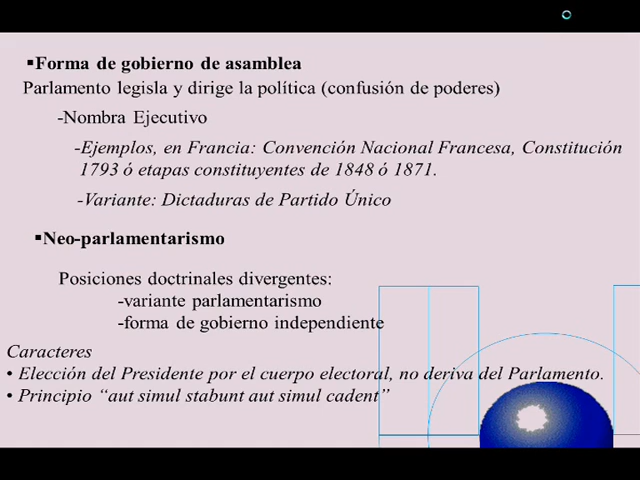 ▪Forma de gobierno de asamblea
Parlamento legisla y dirige la política (confusión de poderes)
-Nombra Ejecutivo
-Ejemplos, en Francia: Convención Nacional Francesa, Constitución
1793 ó etapas constituyentes de 1848 ó 1871.
-Variante: Dictaduras de Partido Único
▪Neo-parlamentarismo
Posiciones doctrinales divergentes:
-variante parlamentarismo
-forma de gobierno independiente
Caracteres
• Elección del Presidente por el cuerpo electoral, no deriva del Parlamento.
• Principio “aut simul stabunt aut simul cadent”